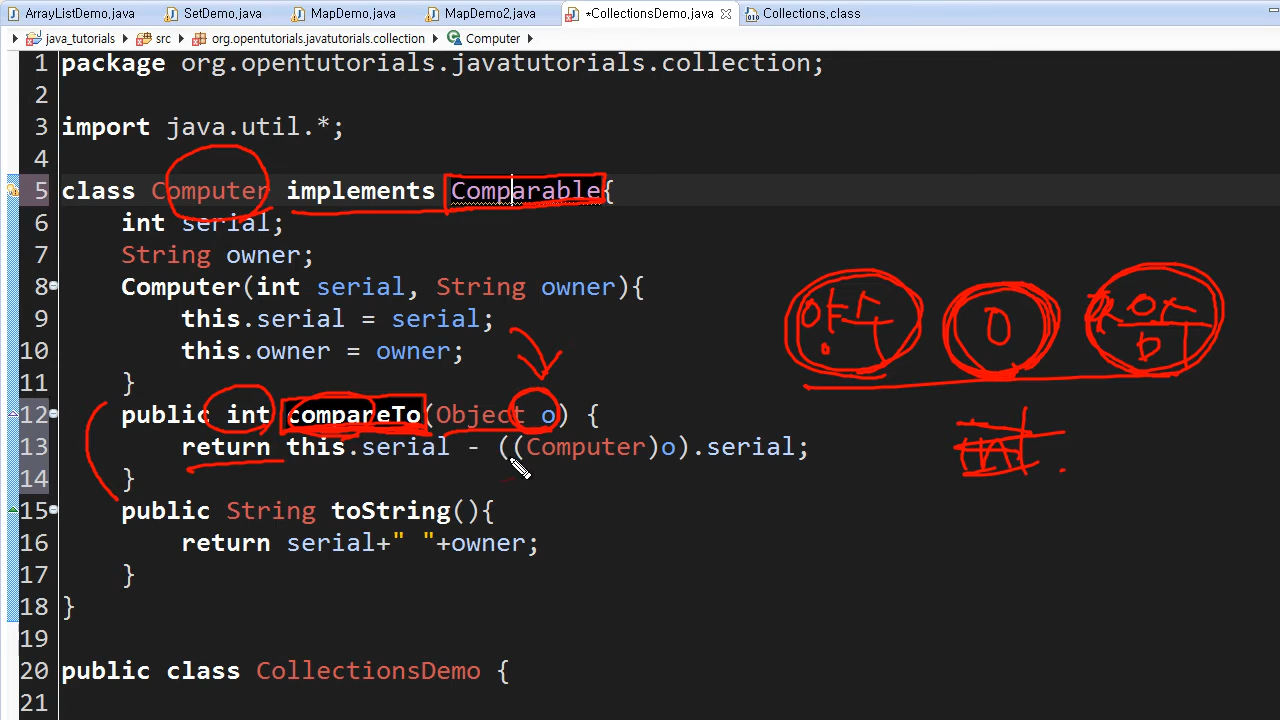 ArrayListDemo.java SetDemo.java MapDemo.java MapDemo2.java *CollectionsDemo.java Collections.class
java_tutorials src org.opentutorials.javatutorials.collection Computer
1 package org.opentutorials.javatutorials.collection;
2
3 import java.util.*;
4
5 class Computer implements Comparable{
6 int serial;
7 String owner;
8 Computer(int serial, String owner){
9 this.serial = serial;
10 this.owner = owner;
11 }
12 public int compareTo(Object o) {
13 return this.serial - ((Computer)o).serial;
14 }
15 public String toString(){
16 return serial+" "+owner;
17 }
18 }
19
20 public class CollectionsDemo {
21
0